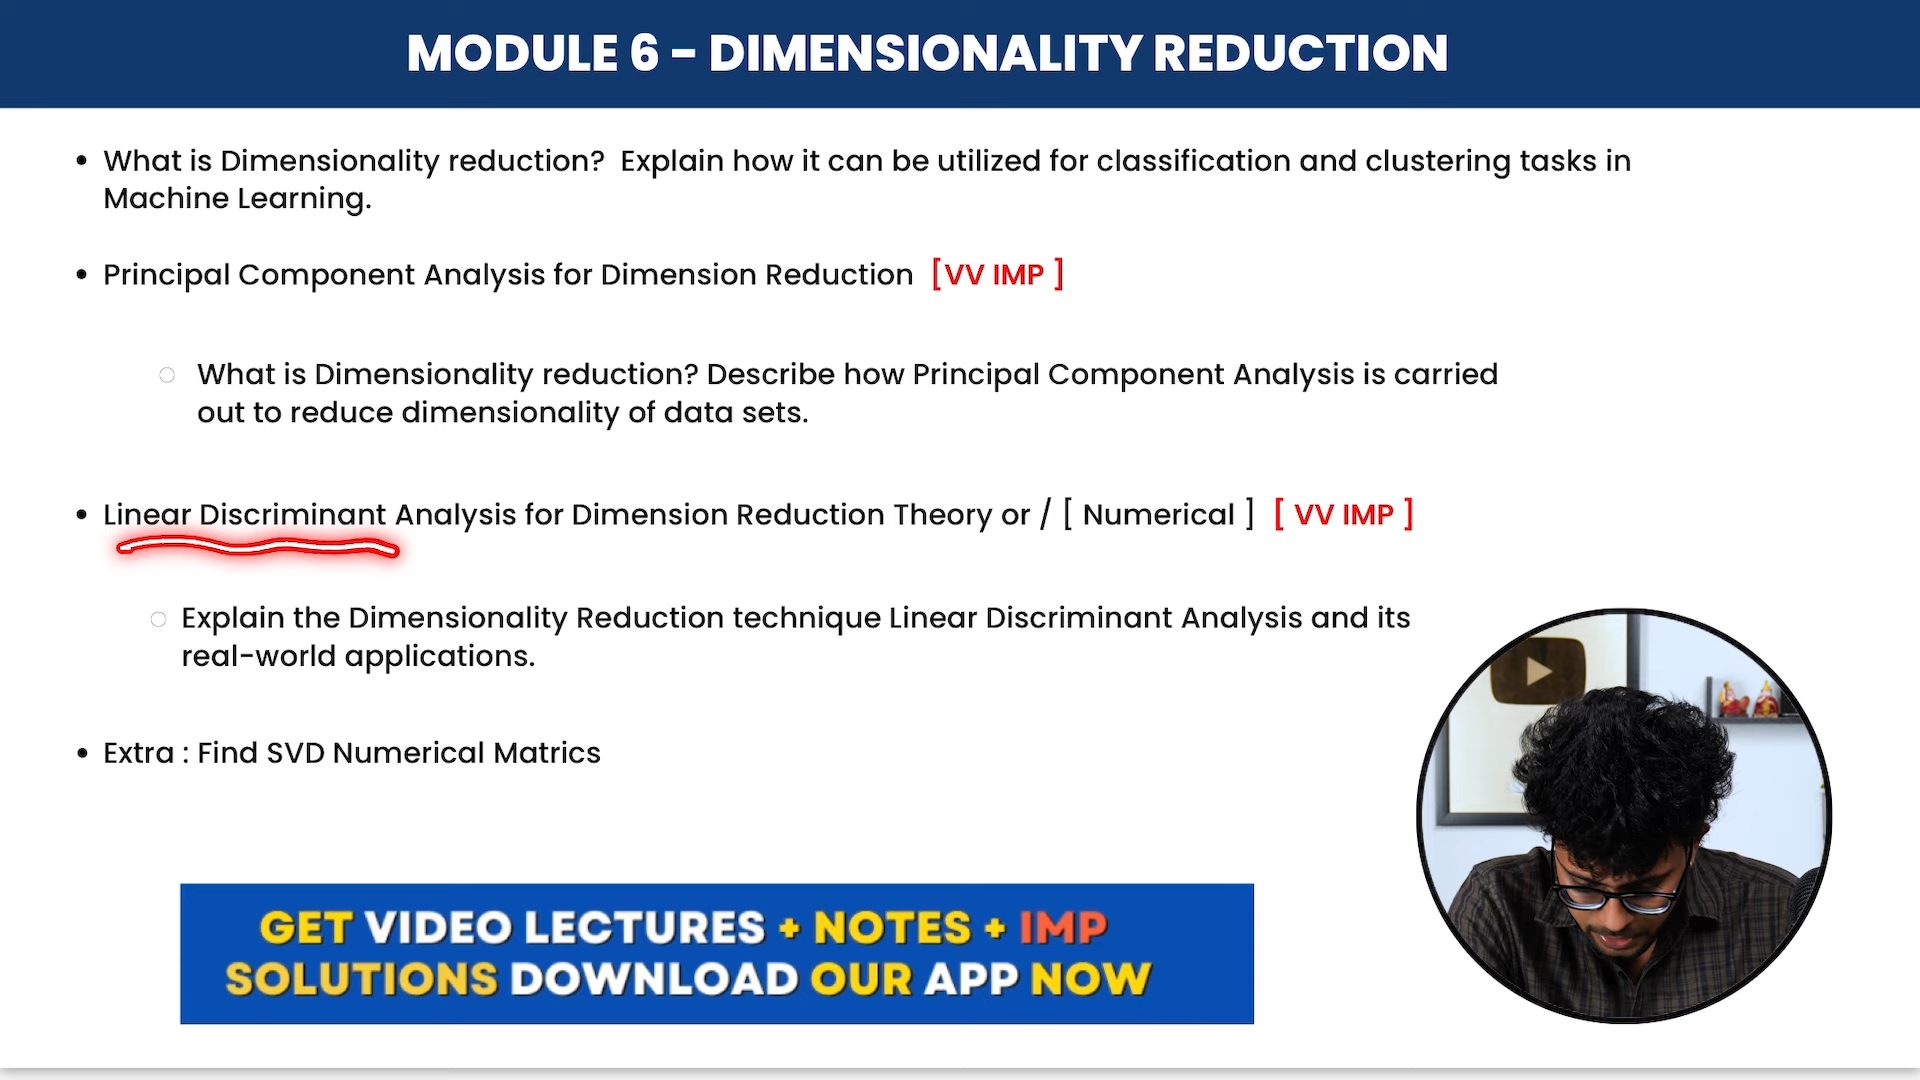 MODULE 6 – DIMENSIONALITY REDUCTION
• What is Dimensionality reduction?  Explain how it can be utilized for classification and clustering tasks in
Machine Learning.
• Principal Component Analysis for Dimension Reduction  [VV IMP ]
○ What is Dimensionality reduction? Describe how Principal Component Analysis is carried
out to reduce dimensionality of data sets.
• Linear Discriminant Analysis for Dimension Reduction Theory or / [ Numerical ]  [ VV IMP ]
○ Explain the Dimensionality Reduction technique Linear Discriminant Analysis and its
real-world applications.
• Extra : Find SVD Numerical Matrics
GET VIDEO LECTURES + NOTES + IMP
SOLUTIONS DOWNLOAD OUR APP NOW